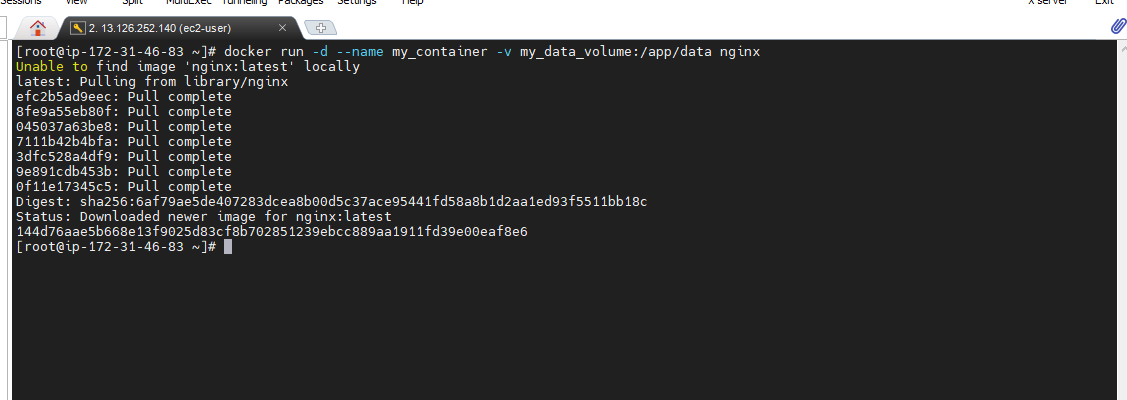 Sessions View Split MultiExec Tunneling Packages Settings Help X server Exit
2. 13.126.252.140 (ec2-user)
[root@ip-172-31-46-83 ~]# docker run -d --name my_container -v my_data_volume:/app/data nginx
Unable to find image 'nginx:latest' locally
latest: Pulling from library/nginx
efc2b5ad9eec: Pull complete
8fe9a55eb80f: Pull complete
045037a63be8: Pull complete
7111b42b4bfa: Pull complete
3dfc528a4df9: Pull complete
9e891cdb453b: Pull complete
0f11e17345c5: Pull complete
Digest: sha256:6af79ae5de407283dcea8b00d5c37ace95441fd58a8b1d2aa1ed93f5511bb18c
Status: Downloaded newer image for nginx:latest
144d76aae5b668e13f9025d83cf8b702851239ebcc889aa1911fd39e00eaf8e6
[root@ip-172-31-46-83 ~]#